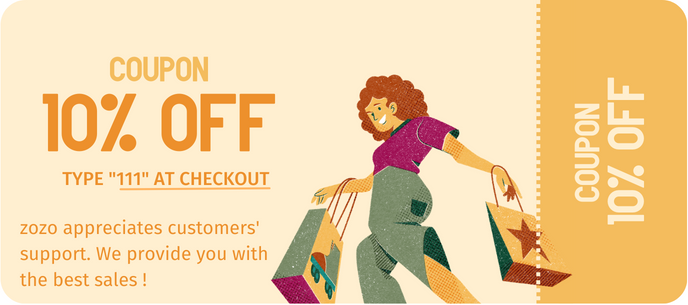 COUPON
10% OFF
TYPE "111" AT CHECKOUT
zozo appreciates customers'
support. We provide you with
the best sales !
COUPON
10% OFF